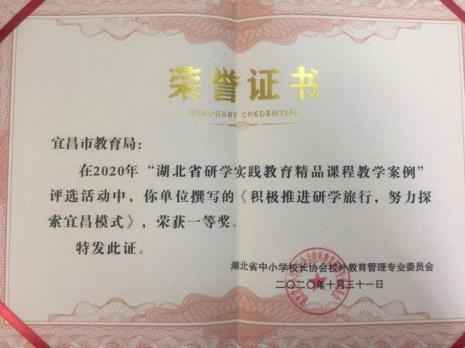 荣誉证书
HONURARY CREDENTIAL
宜昌市教育局:
在2020年“湖北省研学实践教育精品课程教学案例”
评选活动中，你单位撰写的《积极推进研学旅行，努力探
索宜昌模式》，荣获一等奖。
特发此证。
湖北省中小学校长协会校外教育管理专业委员会
二〇二〇年十月三十一日